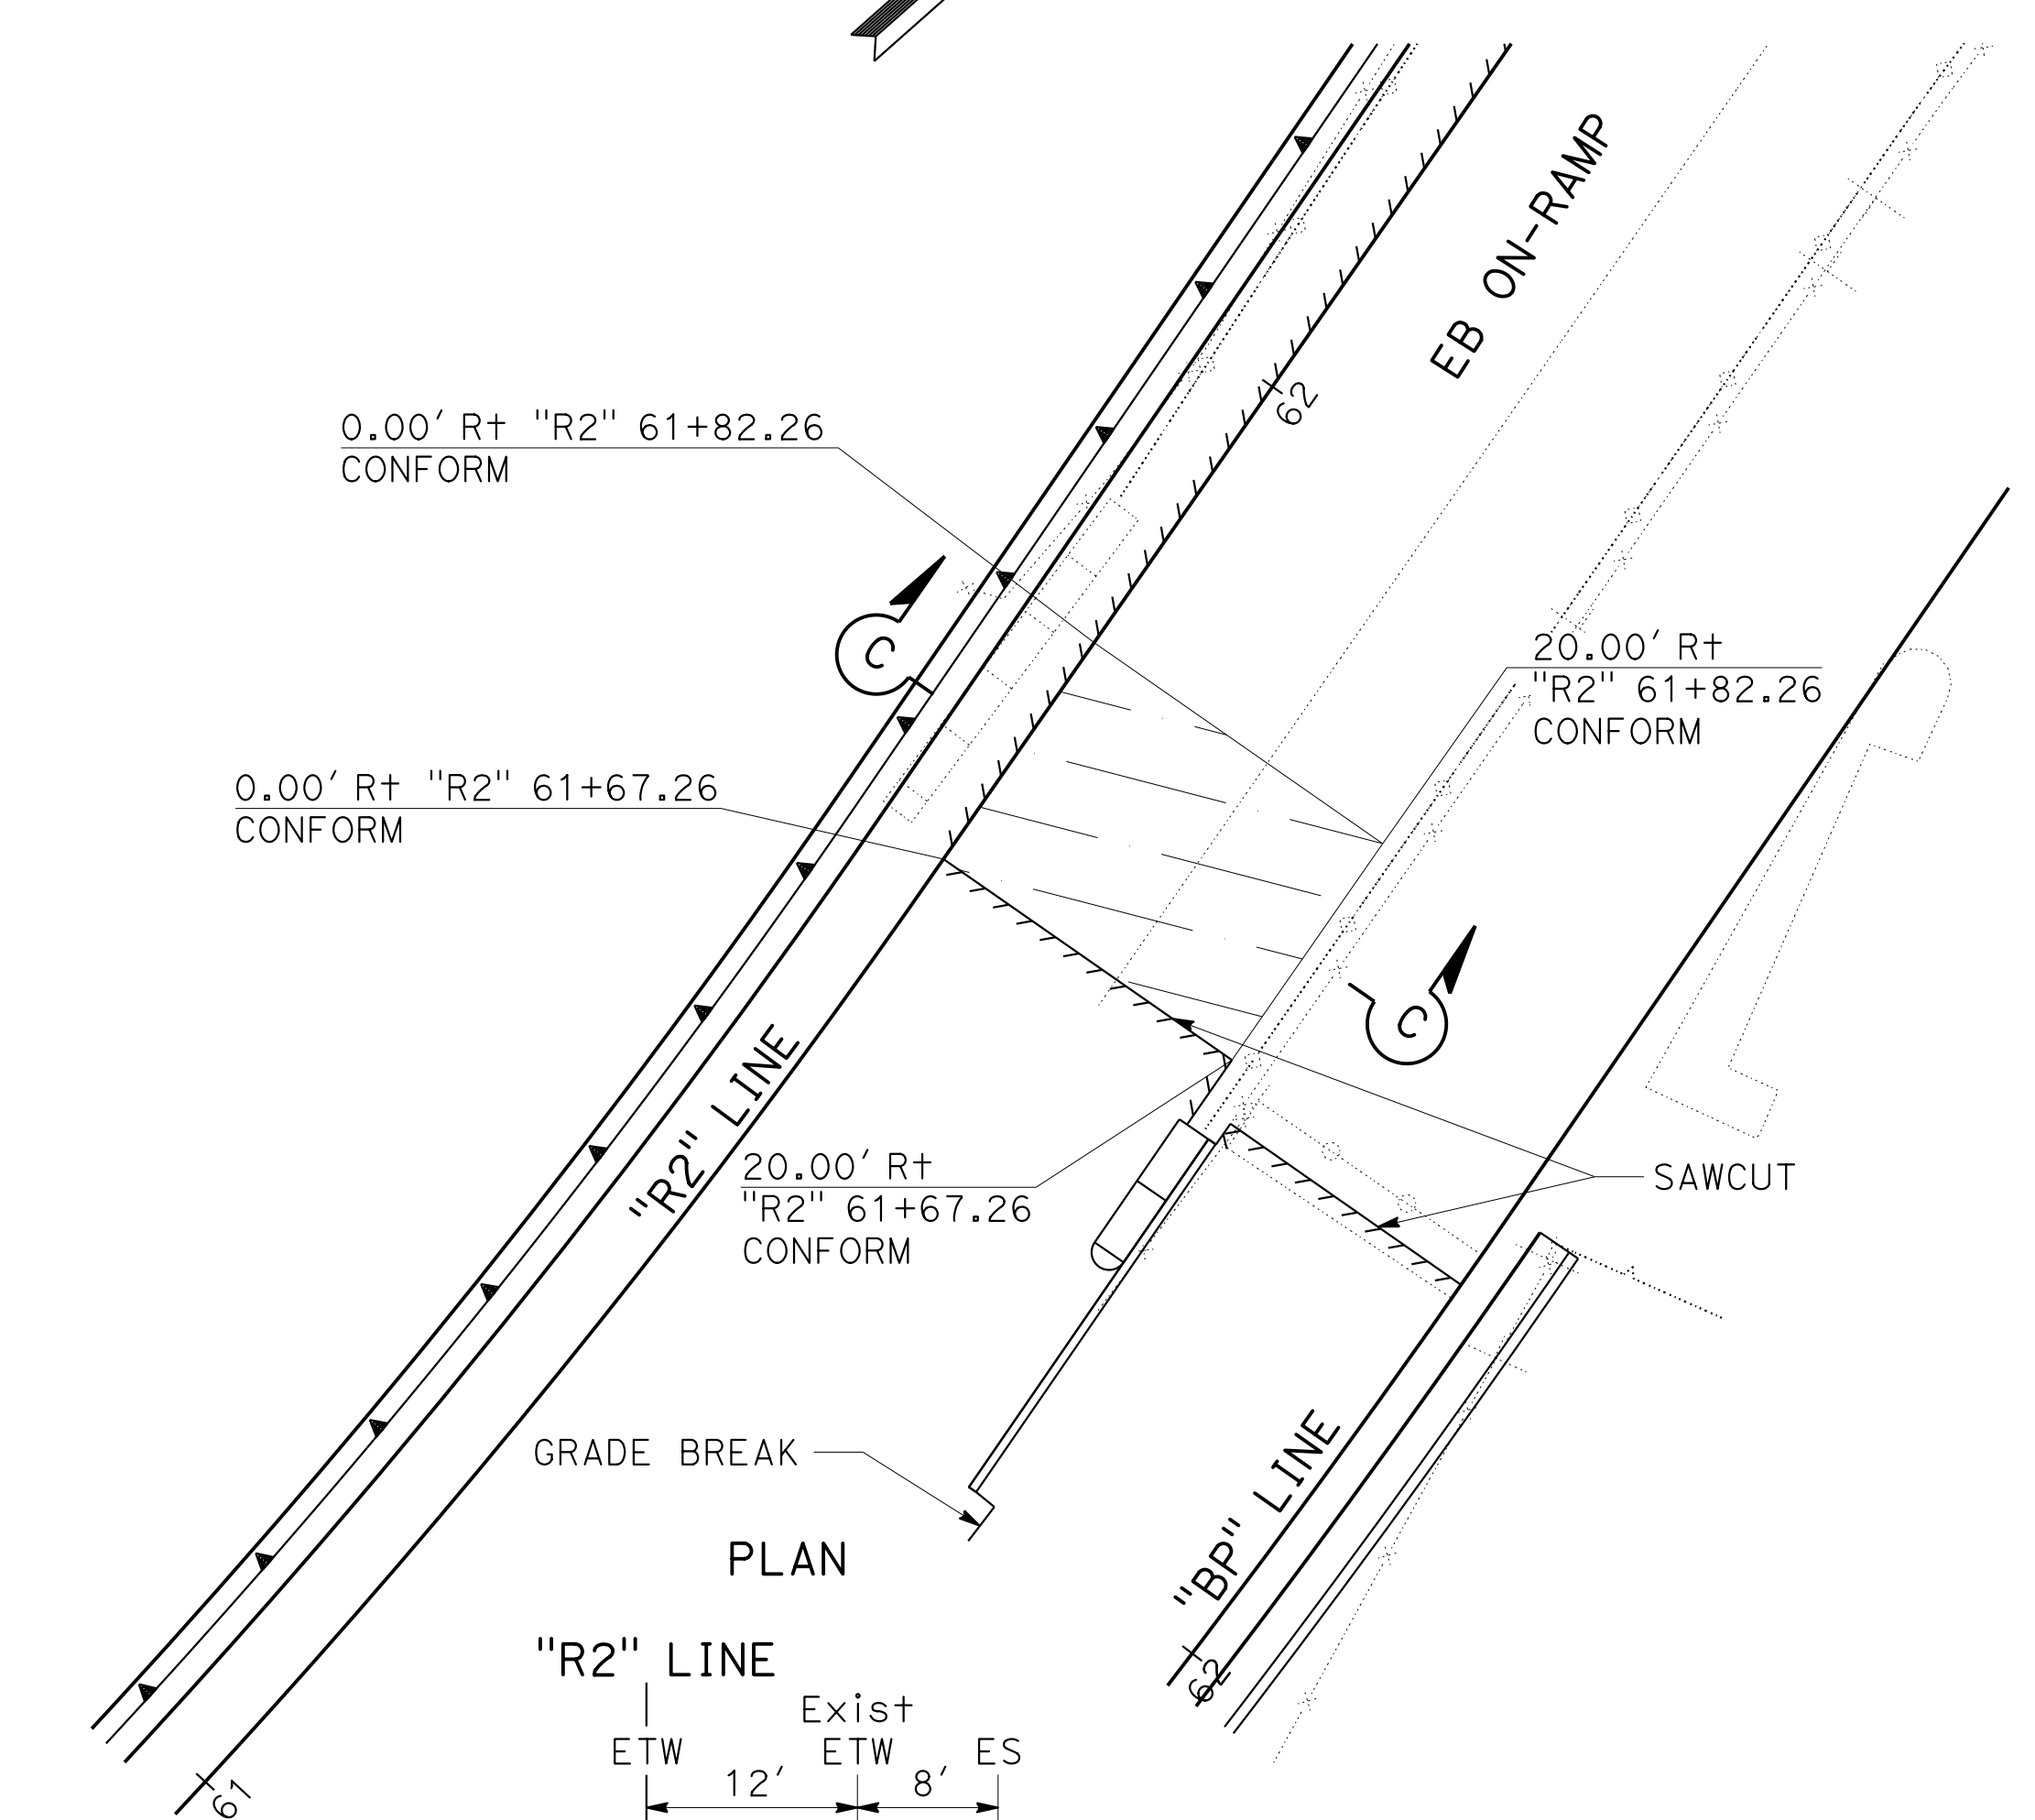 EB ON-RAMP
62
0.00' Rt "R2" 61+82.26
CONFORM
C
20.00' Rt
"R2" 61+82.26
CONFORM
0.00' Rt "R2" 61+67.26
CONFORM
C
"R2" LINE
20.00' Rt
"R2" 61+67.26
CONFORM
SAWCUT
GRADE BREAK
"BP" LINE
62
PLAN
"R2" LINE
Exist
ETW ETW ES
12' 8'
61